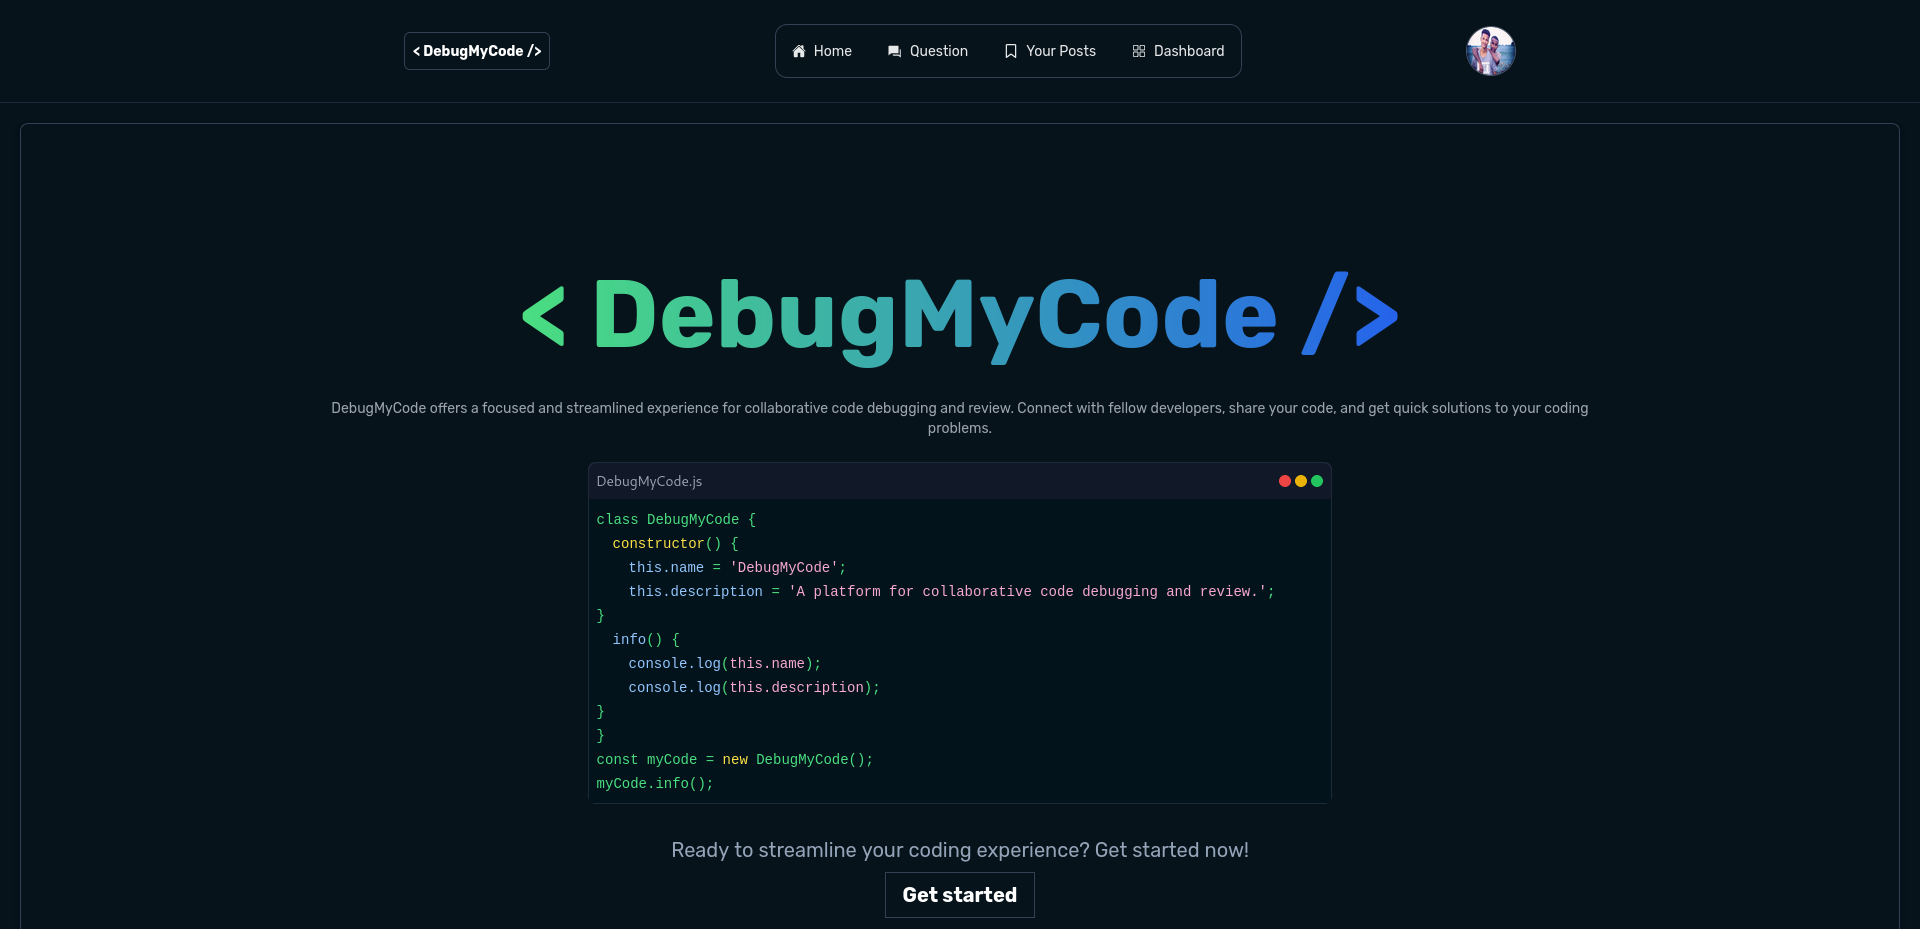 < DebugMyCode />
Home Question Your Posts Dashboard
< DebugMyCode />
DebugMyCode offers a focused and streamlined experience for collaborative code debugging and review. Connect with fellow developers, share your code, and get quick solutions to your coding
problems.
DebugMyCode.js
class DebugMyCode {
constructor() {
this.name = 'DebugMyCode';
this.description = 'A platform for collaborative code debugging and review.';
}
info() {
console.log(this.name);
console.log(this.description);
}
}
const myCode = new DebugMyCode();
myCode.info();
Ready to streamline your coding experience? Get started now!
Get started